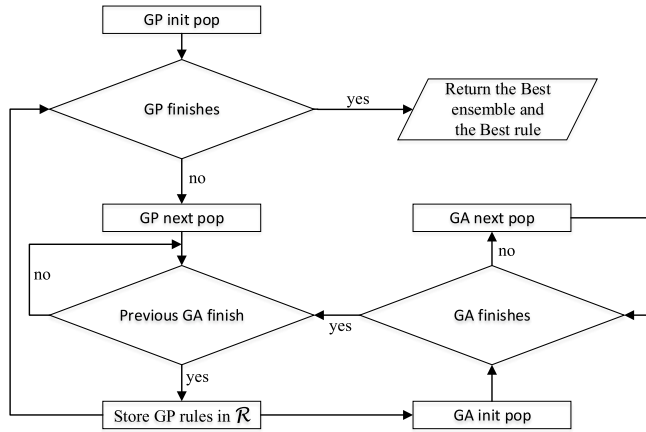 GP init pop
GP finishes
yes
Return the Best
ensemble and
the Best rule
no
GP next pop
GA next pop
no
no
Previous GA finish
yes
GA finishes
yes
Store GP rules in ℛ
GA init pop